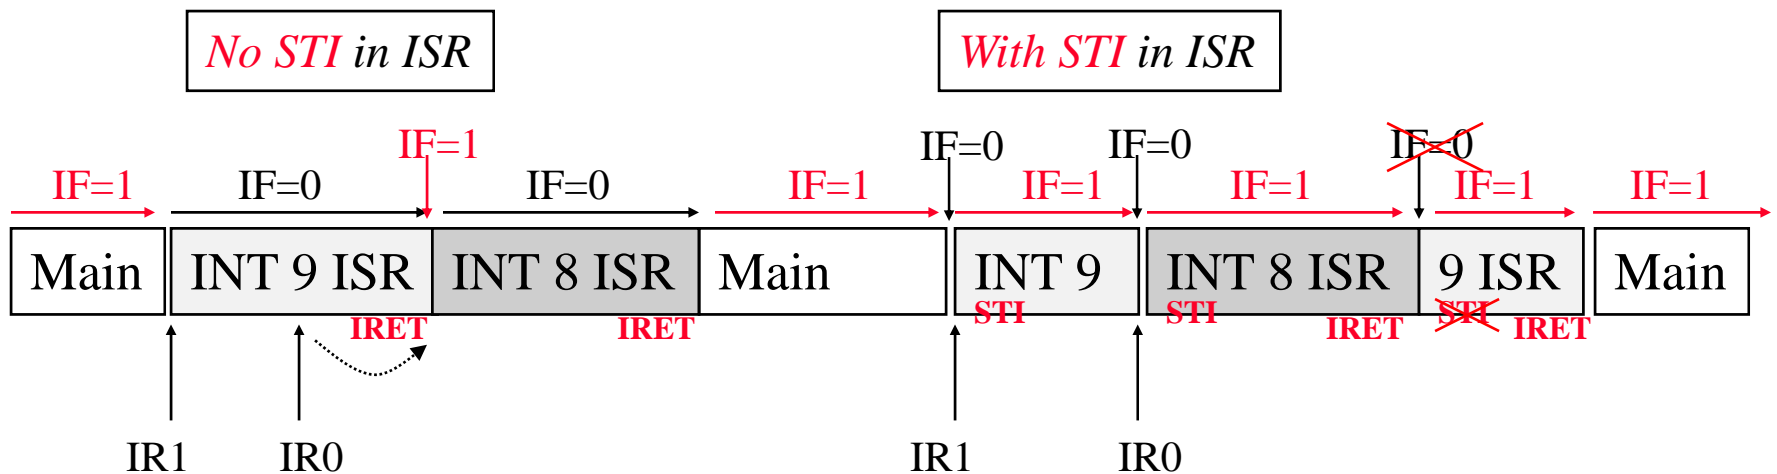 No STI in ISR
With STI in ISR
IF=1
IF=0
IF=0
IF=0
IF=1
IF=0
IF=0
IF=1
IF=1
IF=1
IF=1
IF=1
Main
INT 9 ISR
INT 8 ISR
Main
INT 9
INT 8 ISR
9 ISR
Main
STI
STI
STI
IRET
IRET
IRET
IRET
IR1
IR0
IR1
IR0